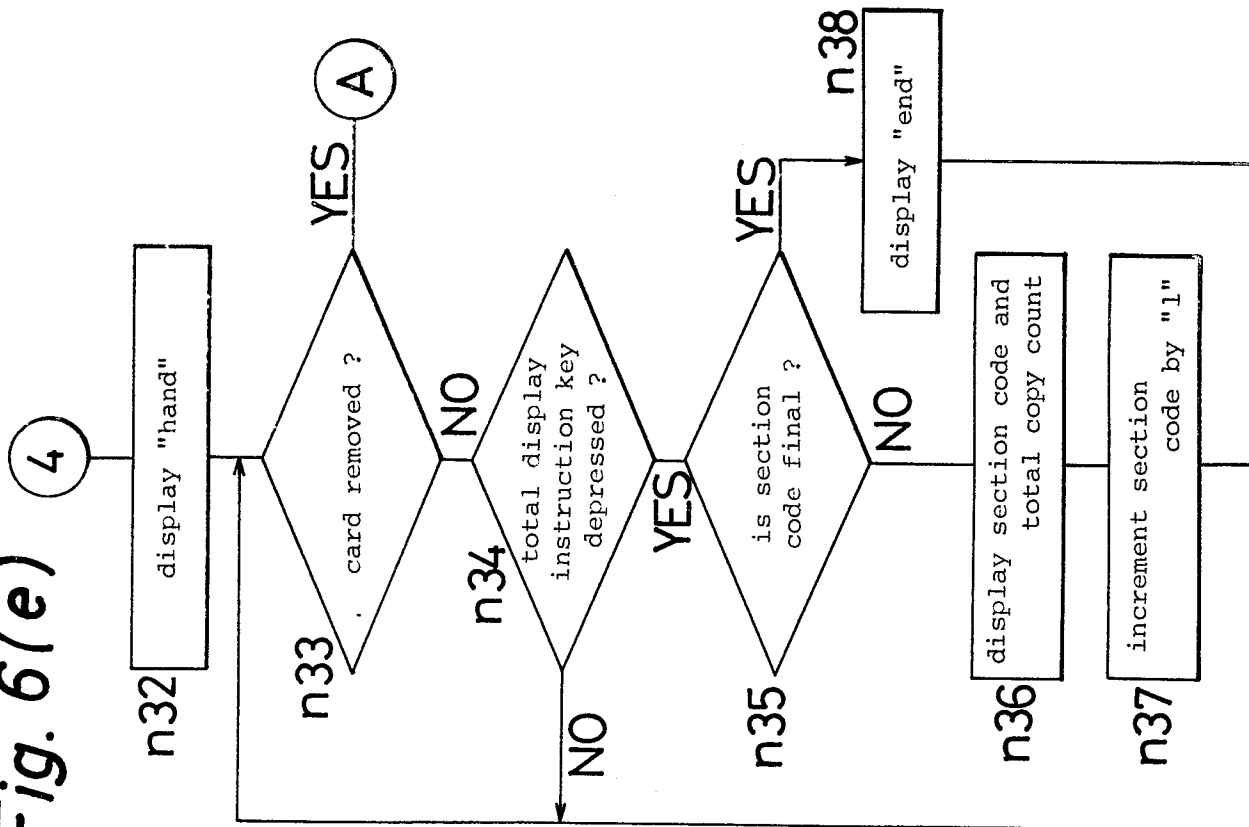 Fig. 6(e)
4
n32
display "hand"
n33
card removed ?
YES
A
NO
n34
total display
instruction key
depressed ?
NO
YES
n35
is section
code final ?
YES
n38
display "end"
NO
n36
display section code and
total copy count
n37
increment section
code by "1"